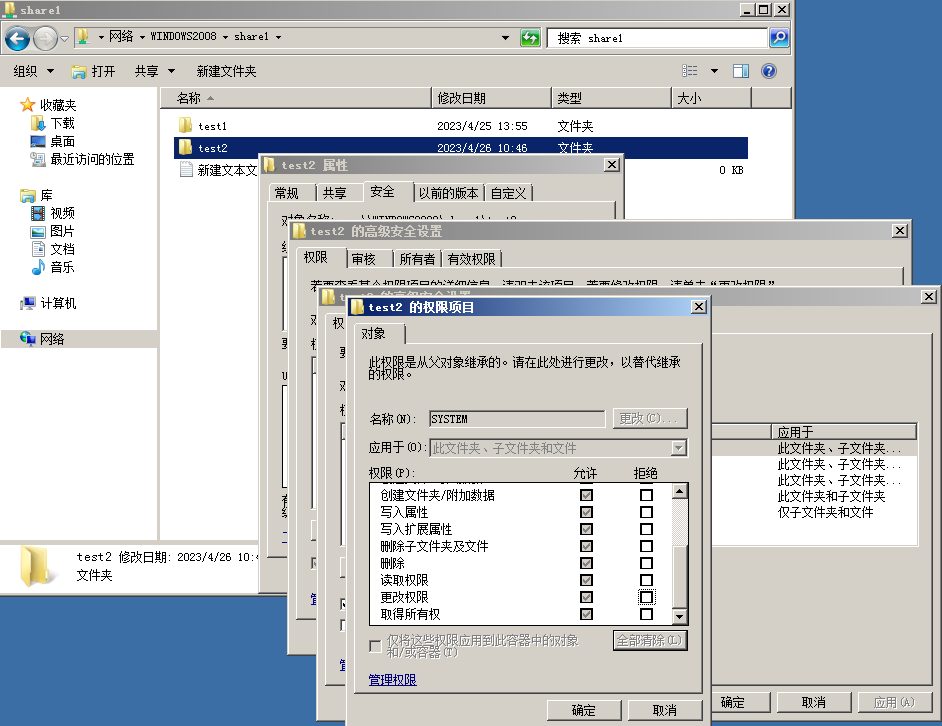 share1
网络 WINDOWS2008 share1
搜索 share1
组织 打开 共享 新建文件夹
收藏夹
下载
桌面
最近访问的位置
库
视频
图片
文档
音乐
计算机
网络
名称 修改日期 类型 大小
test1 2023/4/25 13:55 文件夹
test2 2023/4/26 10:46 文件夹
新建文本文 0 KB
test2 修改日期: 2023/4/26 10:4
文件夹
test2 属性
常规 共享 安全 以前的版本 自定义
test2 的高级安全设置
权限 审核 所有者 有效权限
test2 的权限项目
对象
此权限是从父对象继承的。请在此处进行更改，以替代继承
的权限。
名称(N): SYSTEM 更改(C)...
应用于(O): 此文件夹、子文件夹和文件
权限(P): 允许 拒绝
创建文件夹/附加数据
写入属性
写入扩展属性
删除子文件夹及文件
删除
读取权限
更改权限
取得所有权
仅将这些权限应用到此容器中的对象
和/或容器(T)
全部清除(L)
管理权限
确定 取消
应用于
此文件夹、子文件夹...
此文件夹、子文件夹...
此文件夹、子文件夹...
此文件夹和子文件夹
仅子文件夹和文件
确定 取消 应用(A)